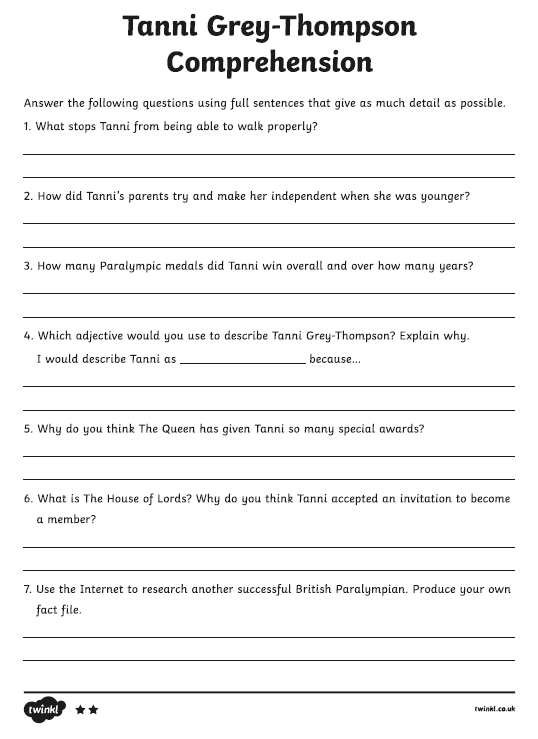 Tanni Grey-Thompson
Comprehension
Answer the following questions using full sentences that give as much detail as possible.
1. What stops Tanni from being able to walk properly?
2. How did Tanni's parents try and make her independent when she was younger?
3. How many Paralympic medals did Tanni win overall and over how many years?
4. Which adjective would you use to describe Tanni Grey-Thompson? Explain why.
I would describe Tanni as ____________________ because...
5. Why do you think The Queen has given Tanni so many special awards?
6. What is The House of Lords? Why do you think Tanni accepted an invitation to become
a member?
7. Use the Internet to research another successful British Paralympian. Produce your own
fact file.
twinkl
twinkl.co.uk